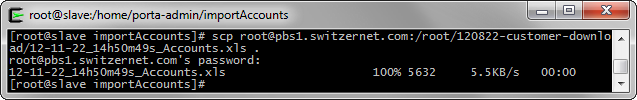 root@slave:/home/porta-admin/importAccounts
[root@slave importAccounts]# scp root@pbs1.switzernet.com:/root/120822-customer-downlo
ad/12-11-22_14h50m49s_Accounts.xls .
root@pbs1.switzernet.com's password:
12-11-22_14h50m49s_Accounts.xls 100% 5632 5.5KB/s 00:00
[root@slave importAccounts]#